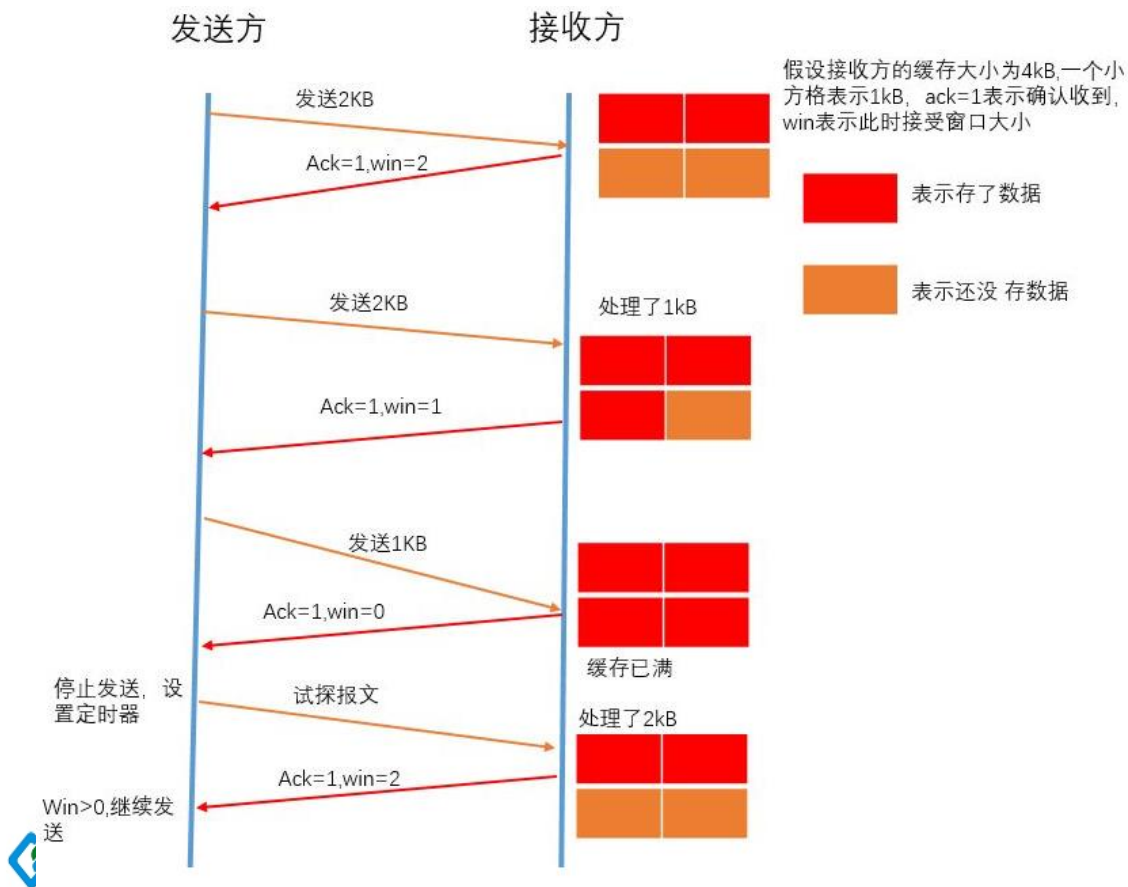 发送方
接收方
假设接收方的缓存大小为4kB,一个小
方格表示1kB, ack=1表示确认收到,
win表示此时接受窗口大小
发送2KB
Ack=1,win=2
表示存了数据
表示还没 存数据
发送2KB
处理了1kB
Ack=1,win=1
发送1KB
Ack=1,win=0
缓存已满
停止发送, 设
置定时器
试探报文
处理了2kB
Ack=1,win=2
Win>0,继续发
送